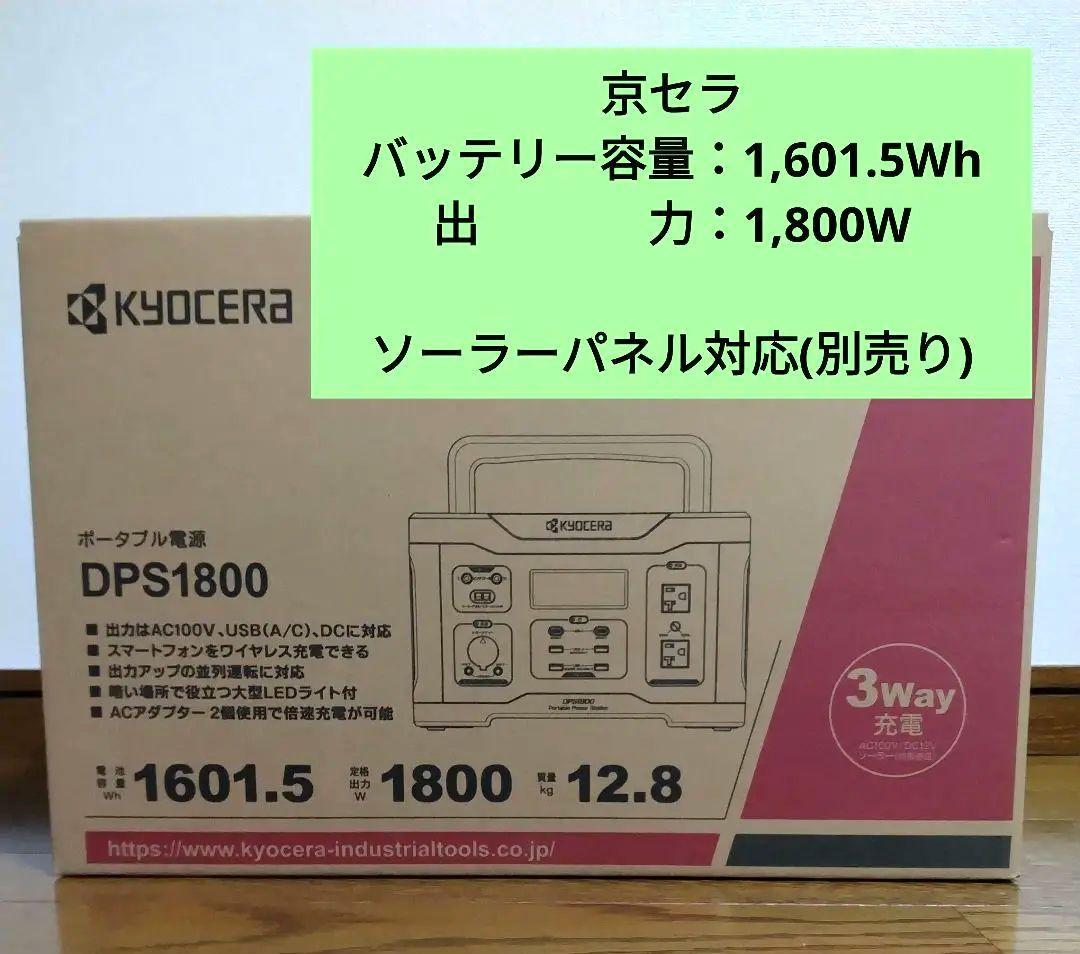 京セラ
バッテリー容量：1,601.5Wh
出　　　力：1,800W
ソーラーパネル対応(別売り)
KYOCERA
KYOCERA
ポータブル電源
DPS1800
■ 出力はAC100V、USB(A/C)、DCに対応
■ スマートフォンをワイヤレス充電できる
■ 出力アップの並列運転に対応
■ 暗い場所で役立つ大型LEDライト付
■ ACアダプター2個使用で倍速充電が可能
DPS1800
Portable Power Station
3Way
充電
AC100V/DC12V
電池容量 Wh 1601.5 定格出力 W 1800 質量 kg 12.8
https://www.kyocera-industrialtools.co.jp/